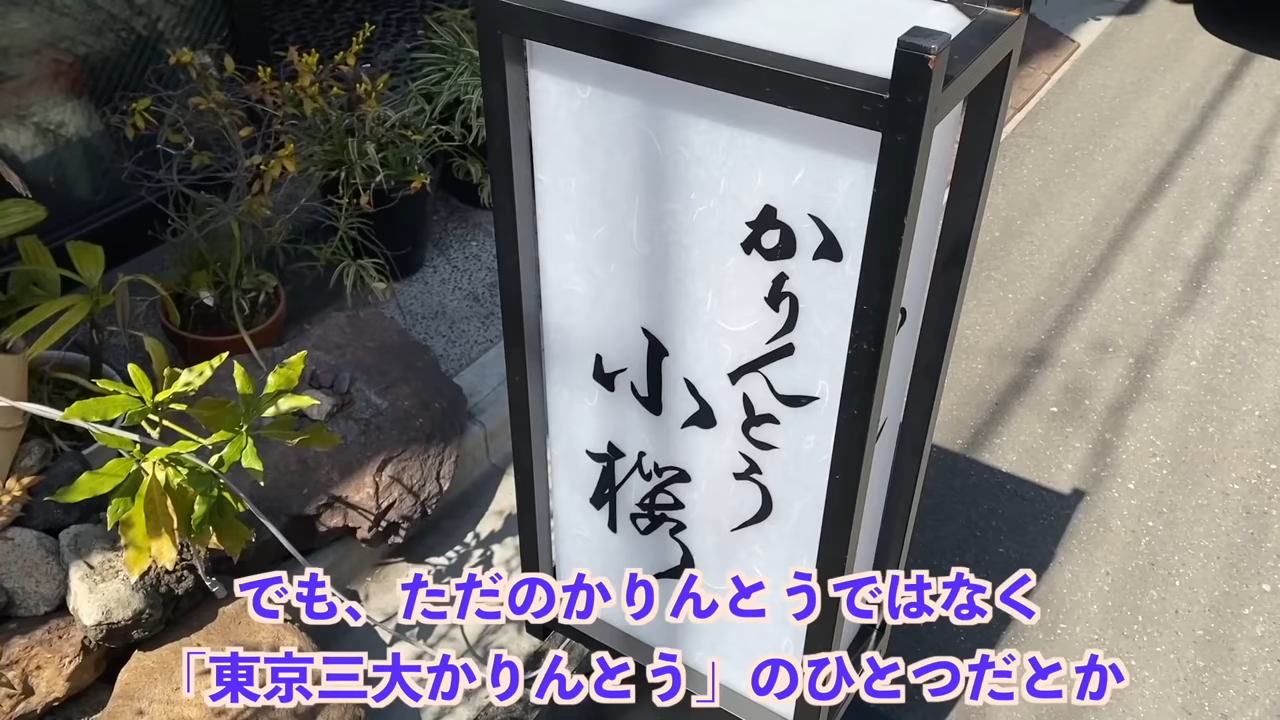 かりんとう
小桜
でも、ただのかりんとうではなく
「東京三大かりんとう」のひとつだとか